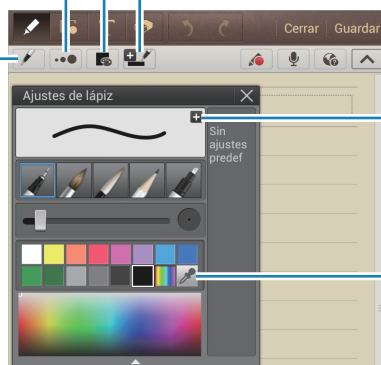 Cerrar Guardar
Ajustes de lápiz
Sin
ajustes
predef